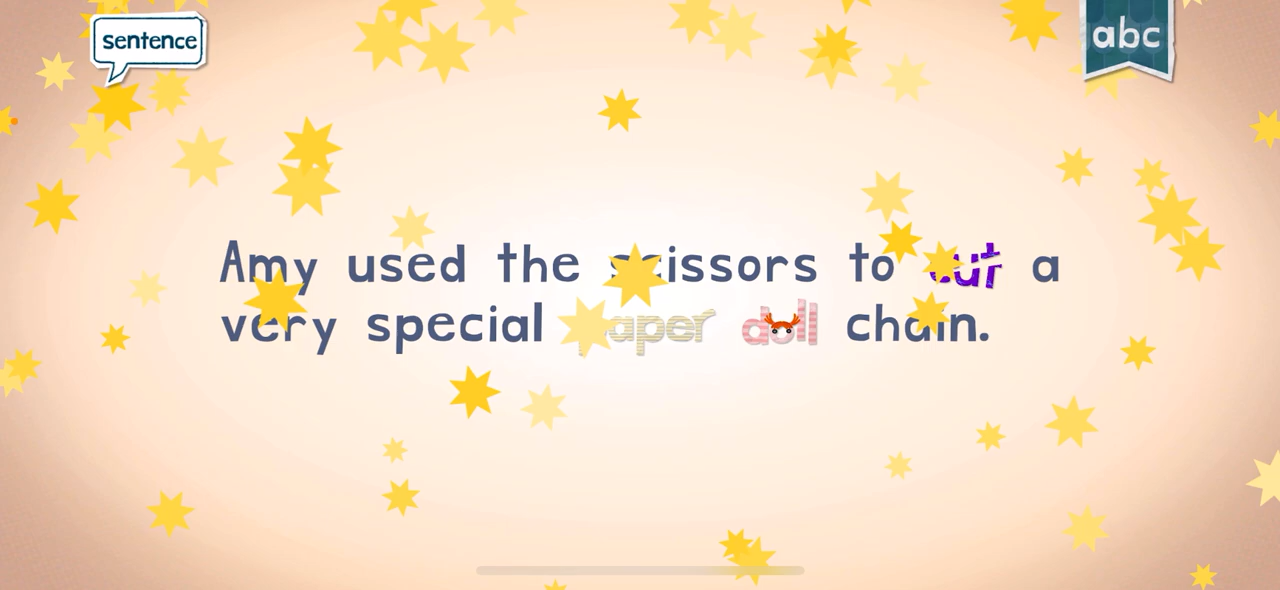 sentence
abc
Amy used the scissors to cut a
very special paper doll chain.